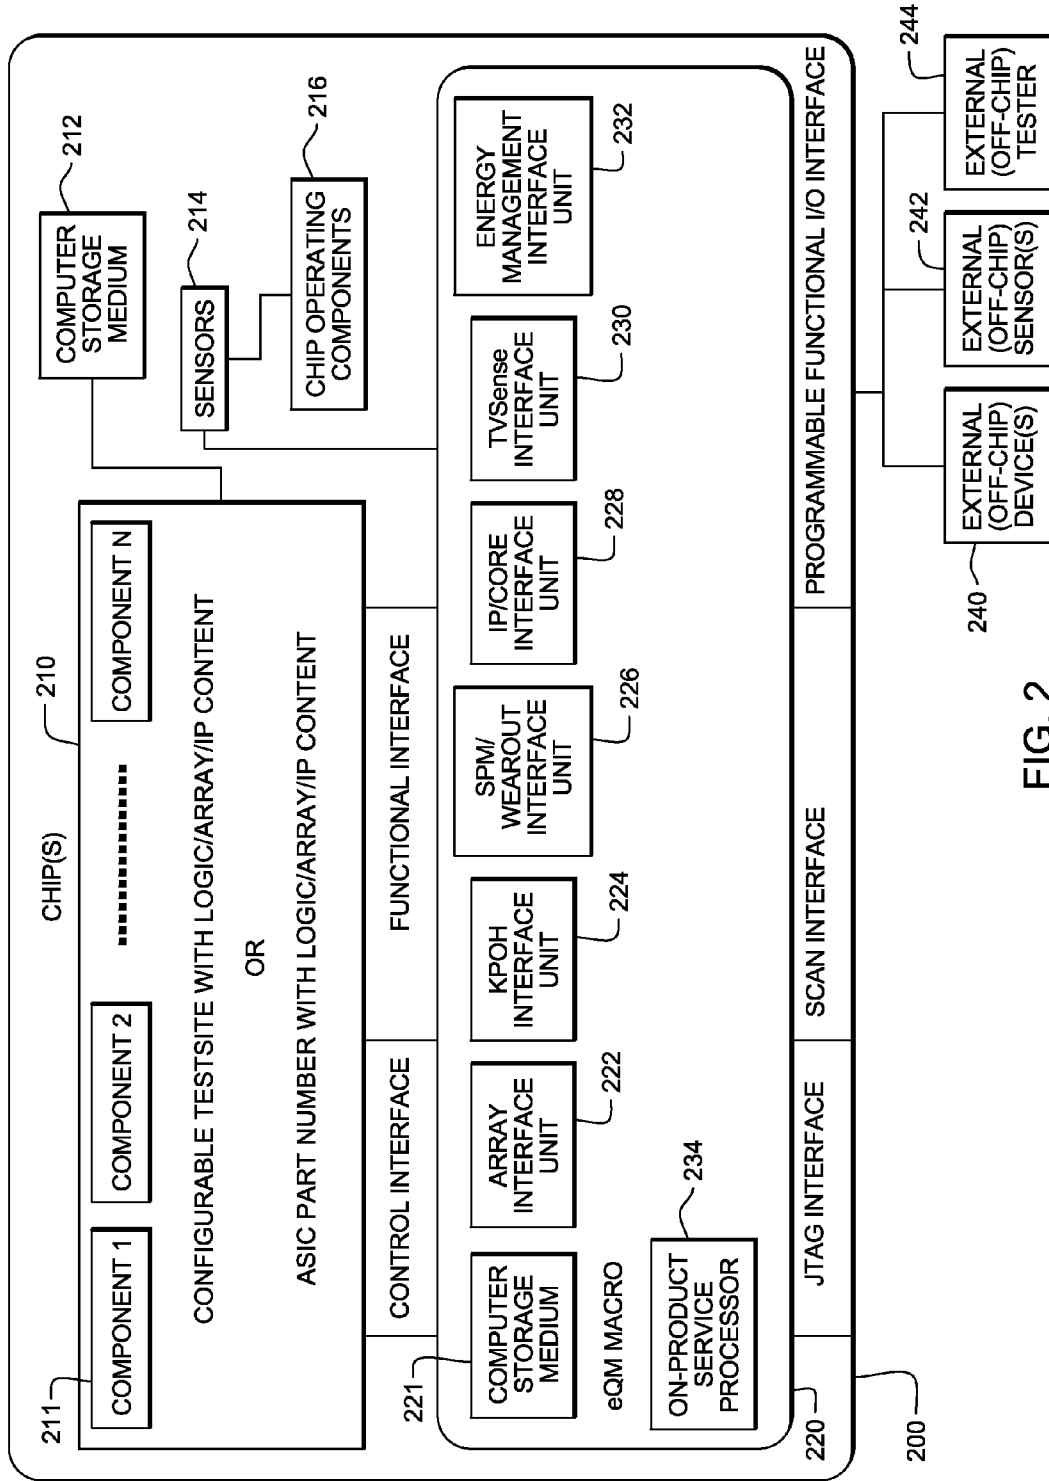 CHIP(S)
210
211
COMPONENT 1
COMPONENT 2
COMPONENT N
CONFIGURABLE TESTSITE WITH LOGIC/ARRAY/IP CONTENT
OR
ASIC PART NUMBER WITH LOGIC/ARRAY/IP CONTENT
COMPUTER
STORAGE
MEDIUM
212
SENSORS
214
CHIP OPERATING
COMPONENTS
216
CONTROL INTERFACE
FUNCTIONAL INTERFACE
221
COMPUTER
STORAGE
MEDIUM
ARRAY
INTERFACE
UNIT
222
KPOH
INTERFACE
UNIT
224
SPM/
WEAROUT
INTERFACE
UNIT
226
IP/CORE
INTERFACE
UNIT
228
TVSense
INTERFACE
UNIT
230
ENERGY
MANAGEMENT
INTERFACE
UNIT
232
eQM MACRO
ON-PRODUCT
SERVICE
PROCESSOR
234
220
JTAG INTERFACE
SCAN INTERFACE
PROGRAMMABLE FUNCTIONAL I/O INTERFACE
200
240
EXTERNAL
(OFF-CHIP)
DEVICE(S)
242
EXTERNAL
(OFF-CHIP)
SENSOR(S)
244
EXTERNAL
(OFF-CHIP)
TESTER
FIG. 2